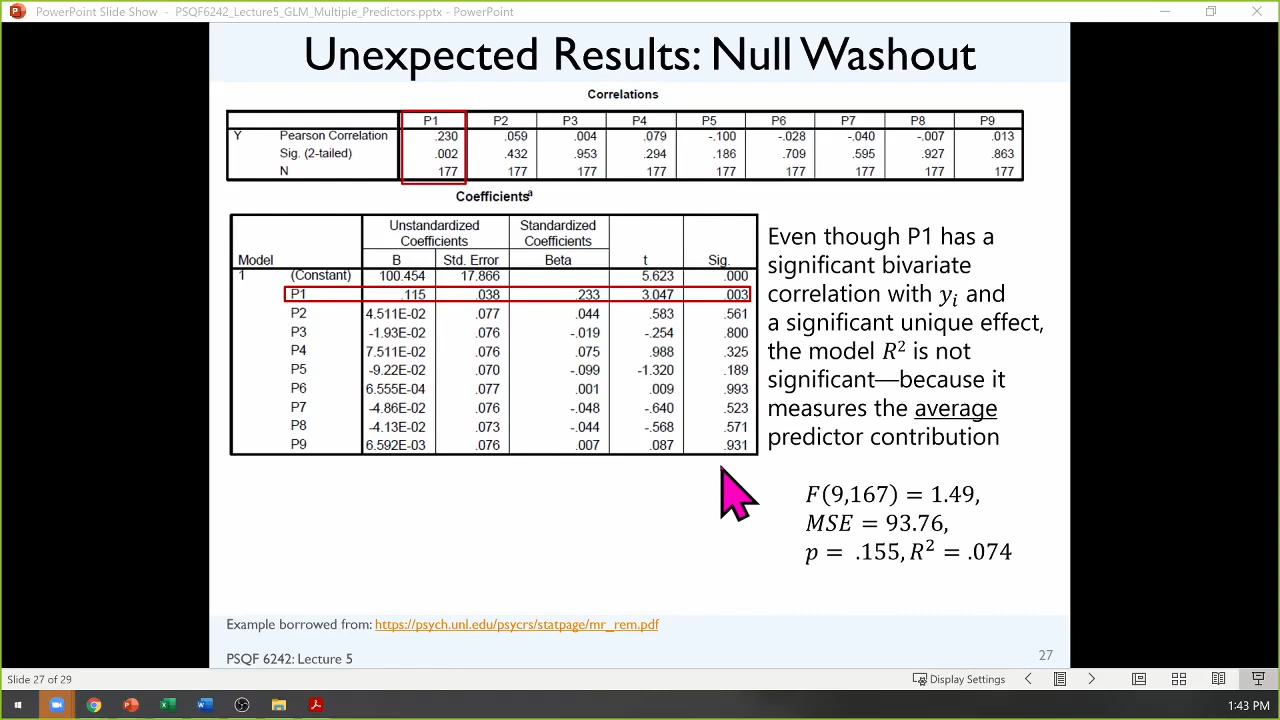 PowerPoint Slide Show - PSQF6242_Lecture5_GLM_Multiple_Predictors.pptx - PowerPoint
Unexpected Results: Null Washout
Correlations
P1 P2 P3 P4 P5 P6 P7 P8 P9
Y Pearson Correlation .230 .059 .004 .079 -.100 -.028 -.040 -.007 .013
Sig. (2-tailed) .002 .432 .953 .294 .186 .709 .595 .927 .863
N 177 177 177 177 177 177 177 177 177
Coefficientsᵃ
Unstandardized Coefficients Standardized Coefficients
Model B Std. Error Beta t Sig.
1 (Constant) 100.454 17.866 5.623 .000
P1 .115 .038 .233 3.047 .003
P2 4.511E-02 .077 .044 .583 .561
P3 -1.93E-02 .076 -.019 -.254 .800
P4 7.511E-02 .076 .075 .988 .325
P5 -9.22E-02 .070 -.099 -1.320 .189
P6 6.555E-04 .077 .001 .009 .993
P7 -4.86E-02 .076 -.048 -.640 .523
P8 -4.13E-02 .073 -.044 -.568 .571
P9 6.592E-03 .076 .007 .087 .931
Even though P1 has a
significant bivariate
correlation with yᵢ and
a significant unique effect,
the model R² is not
significant—because it
measures the average
predictor contribution
F(9,167) = 1.49,
MSE = 93.76,
p = .155, R² = .074
Example borrowed from: https://psych.unl.edu/psycrs/statpage/mr_rem.pdf
PSQF 6242: Lecture 5
27
Slide 27 of 29
Display Settings
1:43 PM